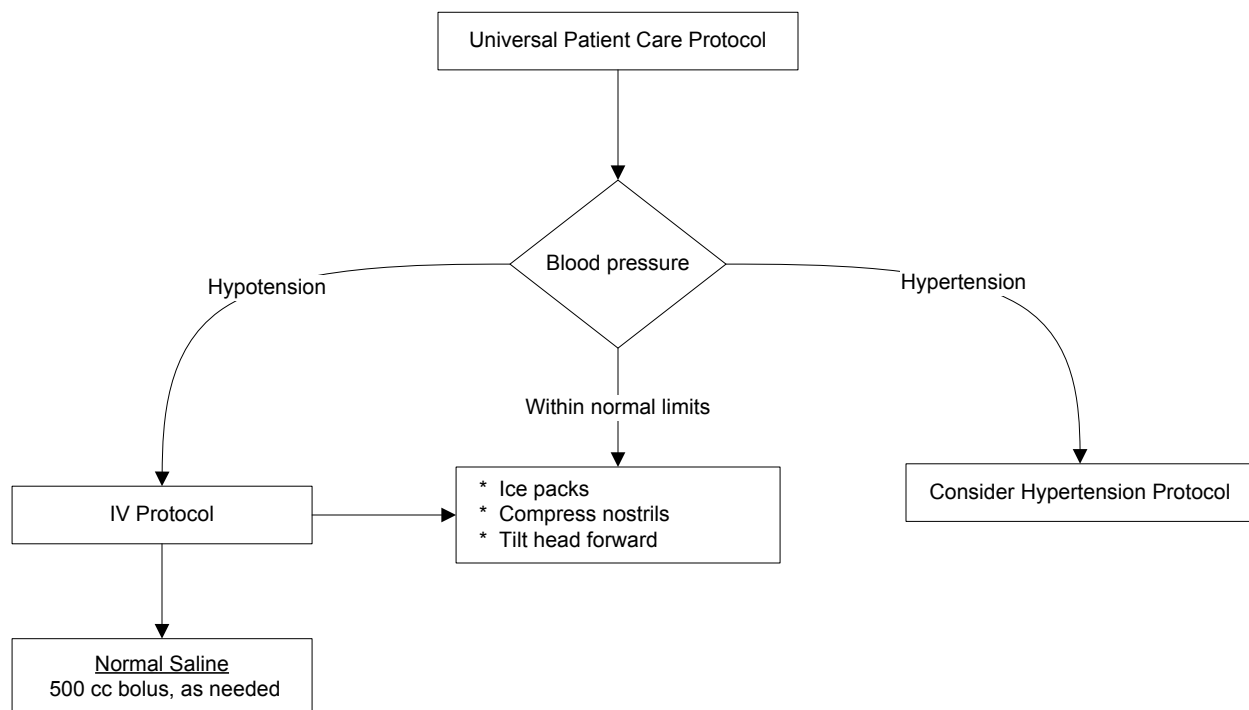 Universal Patient Care Protocol
Blood pressure
Hypotension
Hypertension
Within normal limits
IV Protocol
* Ice packs
* Compress nostrils
* Tilt head forward
Consider Hypertension Protocol
Normal Saline
500 cc bolus, as needed